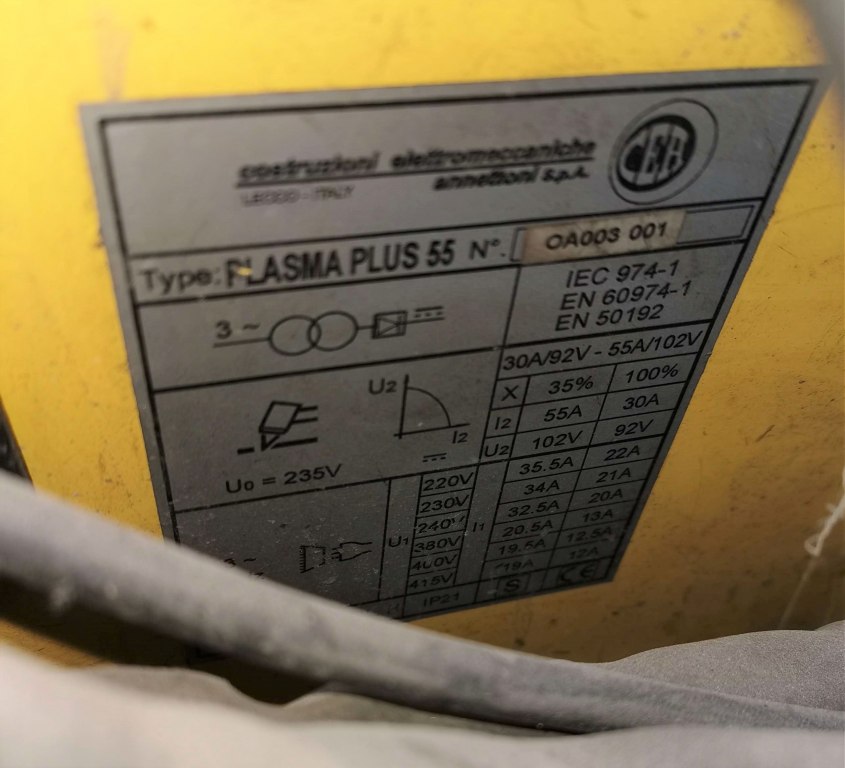 costruzioni elettromeccaniche
annettoni s.p.a.
LECCO - ITALY
CEA
Type: PLASMA PLUS 55 N°. OA003 001
3 ~
IEC 974-1
EN 60974-1
EN 50192
30A/92V - 55A/102V
X 35% 100%
I2 55A 30A
U2 102V 92V
U2
I2
U0 = 235V
U1 I1
220V 35.5A 22A
230V 34A 21A
240V 32.5A 20A
380V 20.5A 13A
400V 19.5A 12.5A
415V 19A 12A
IP21 S CE